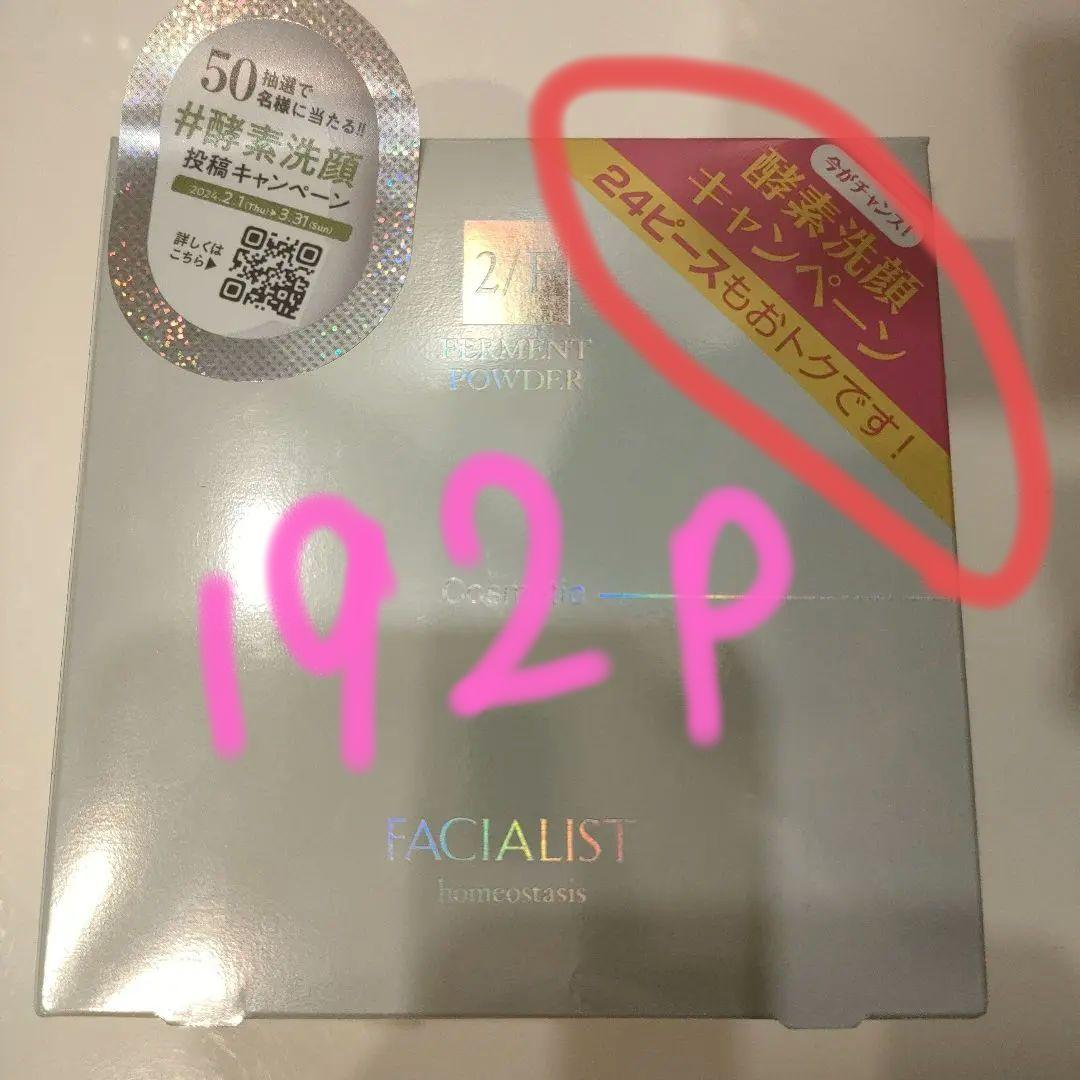 50 抽選で
名様に当たる!!
#酵素洗顔
投稿キャンペーン
2024.2.1(Thu)▶3.31(Sun)
詳しくは
こちら▶
今がチャンス!
酵素洗顔
キャンペーン
24ピースもおトクです!
2/F
FERMENT
POWDER
192P
Cosmetic
FACIALIST
homeostasis